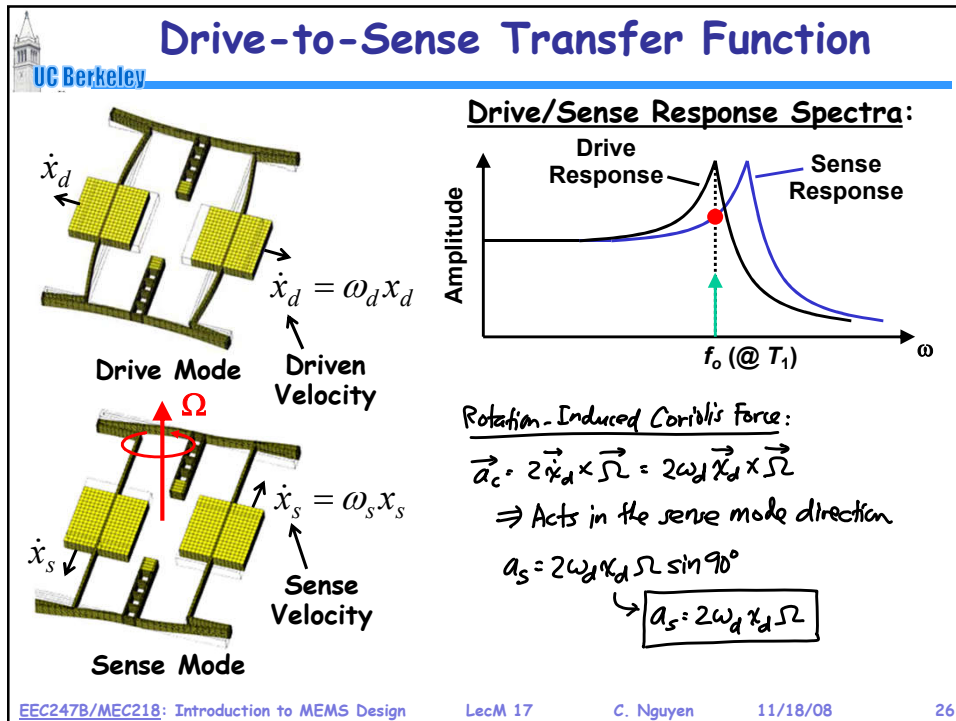 Drive-to-Sense Transfer Function
UC Berkeley
ẋ_d
ẋ_d = ω_d x_d
Drive Mode
Driven
Velocity
Ω
ẋ_s = ω_s x_s
ẋ_s
Sense
Velocity
Sense Mode
Drive/Sense Response Spectra:
Drive
Response
Sense
Response
Amplitude
f_o (@ T_1)
ω
Rotation-Induced Coriolis Force:
a⃗_c = 2ẋ⃗_d × Ω⃗ = 2ω_d x⃗_d × Ω⃗
⇒ Acts in the sense mode direction
a_s = 2ω_d x_d Ω sin 90°
a_s = 2ω_d x_d Ω
EEC247B/MEC218: Introduction to MEMS Design LecM 17 C. Nguyen 11/18/08 26